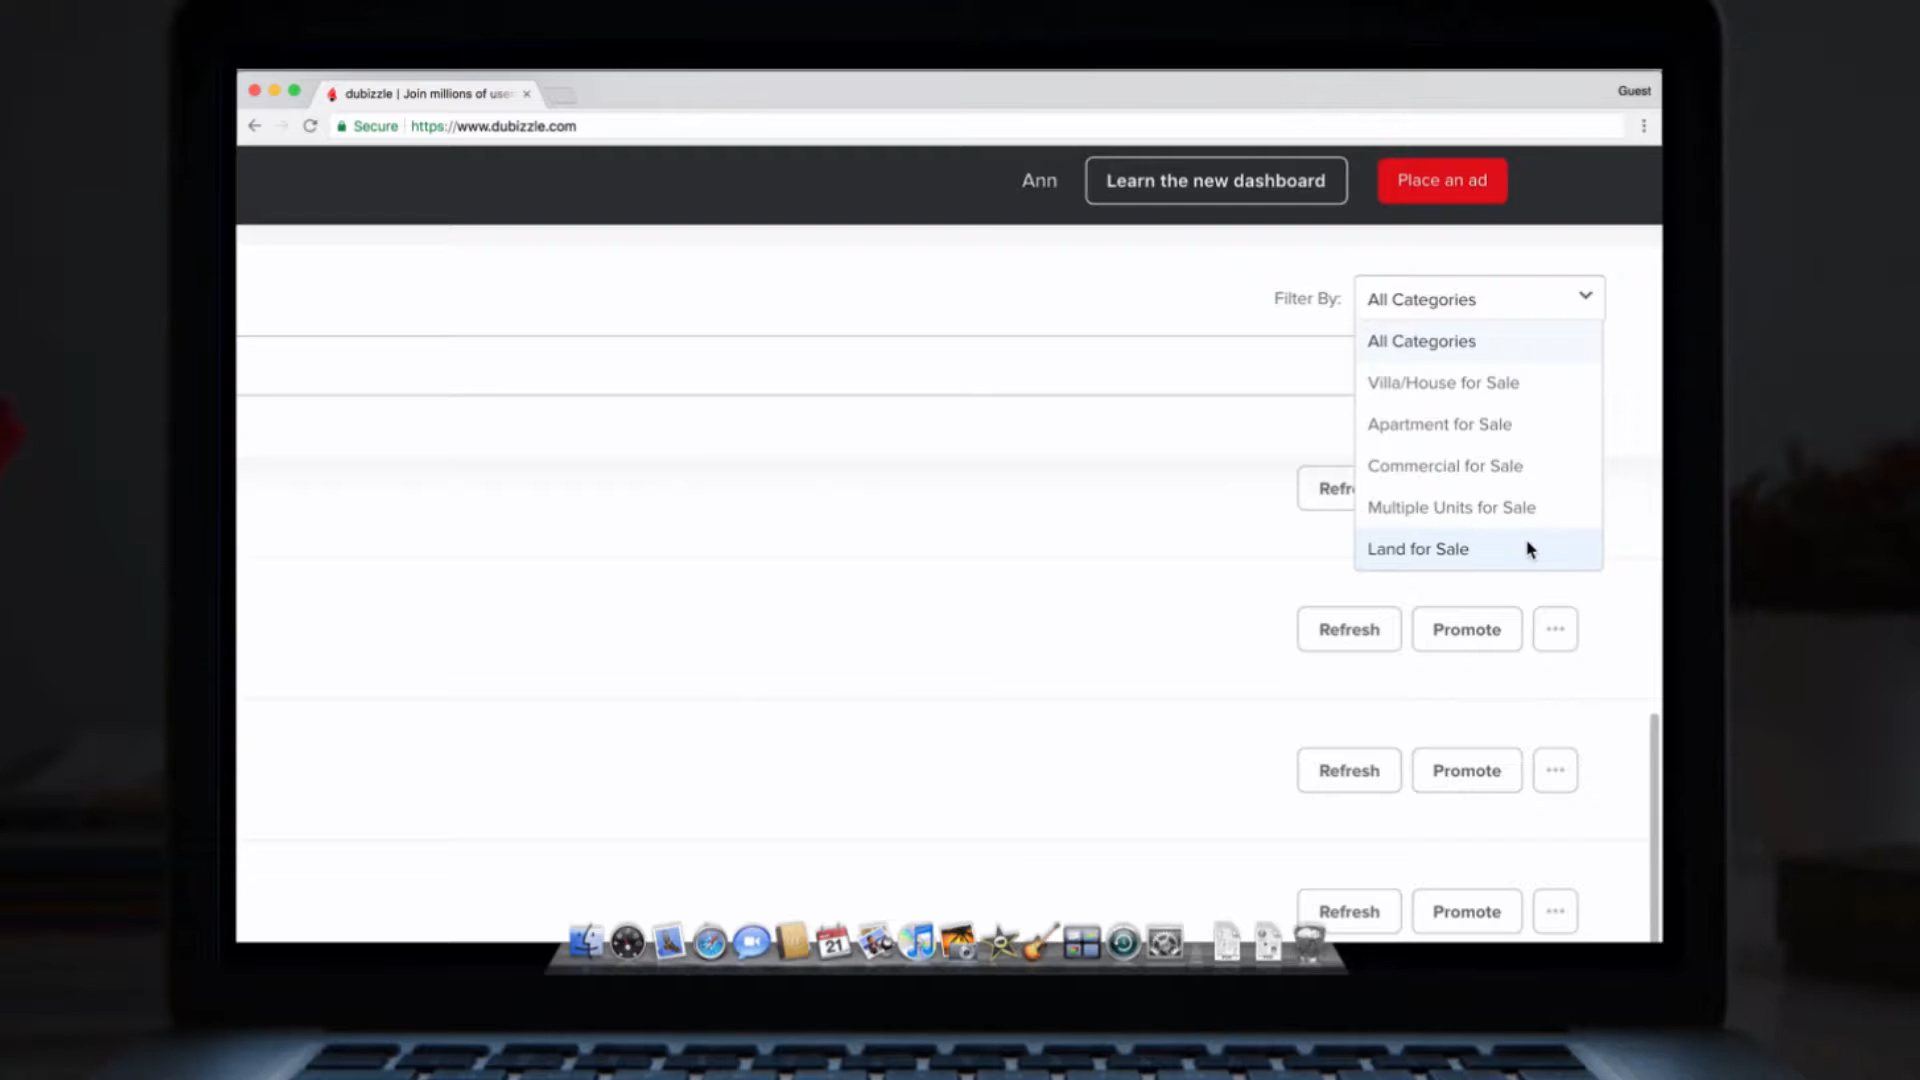 dubizzle | Join millions of use
Guest
Secure
https://www.dubizzle.com
Ann
Learn the new dashboard
Place an ad
Filter By:
All Categories
All Categories
Villa/House for Sale
Apartment for Sale
Commercial for Sale
Refr
Multiple Units for Sale
Land for Sale
Refresh
Promote
Refresh
Promote
Refresh
Promote
21